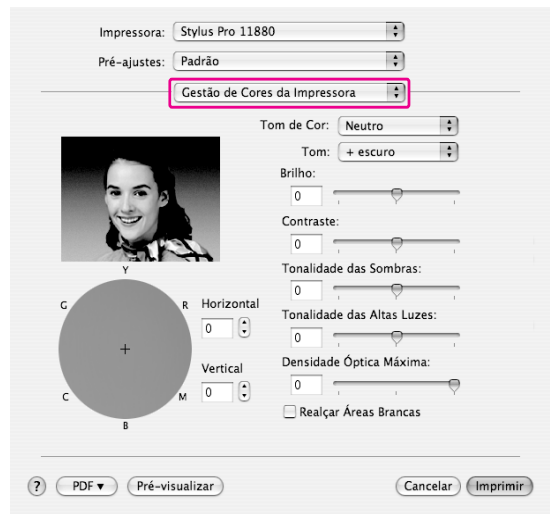 Impressora: Stylus Pro 11880
Pré-ajustes: Padrão
Gestão de Cores da Impressora
Tom de Cor: Neutro
Tom: + escuro
Brilho:
0
Contraste:
0
Tonalidade das Sombras:
0
Tonalidade das Altas Luzes:
0
Densidade Óptica Máxima:
0
Realçar Áreas Brancas
Y
G
R
C
M
B
Horizontal
0
Vertical
0
? PDF ▼ Pré-visualizar Cancelar Imprimir